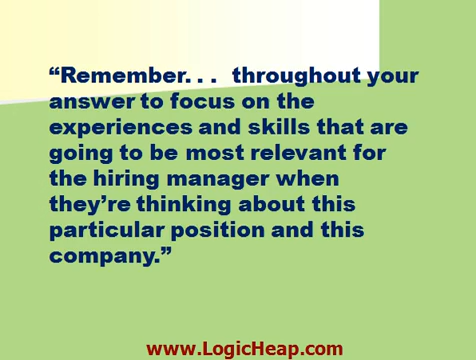 “Remember. . .  throughout your
answer to focus on the
experiences and skills that are
going to be most relevant for
the hiring manager when
they’re thinking about this
particular position and this
company.”
www.LogicHeap.com